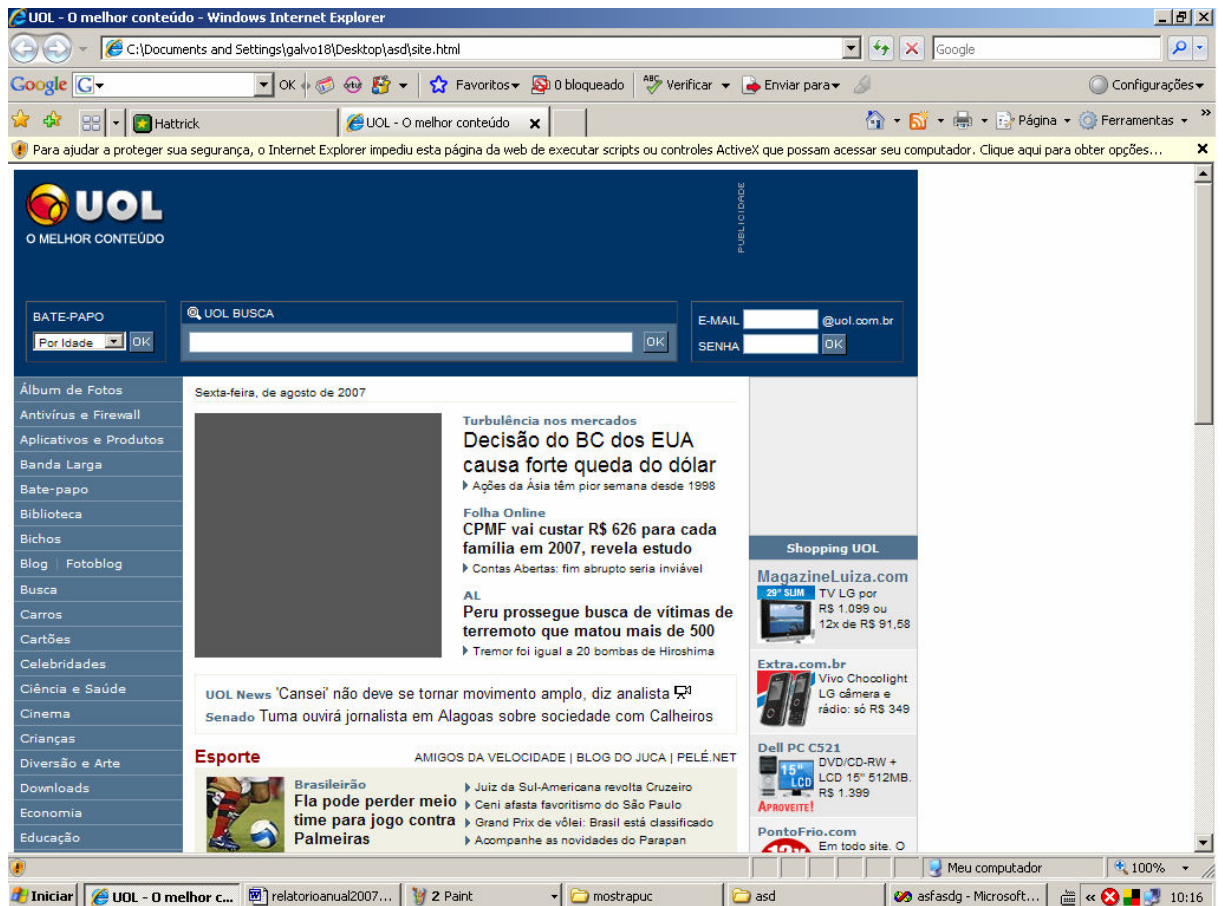 UOL - O melhor conteúdo - Windows Internet Explorer
C:\Documents and Settings\galvo18\Desktop\asd\site.html
Google
Google G OK Favoritos 0 bloqueado ABC Verificar Enviar para Configurações
Hattrick UOL - O melhor conteúdo Página Ferramentas »
Para ajudar a proteger sua segurança, o Internet Explorer impediu esta página da web de executar scripts ou controles ActiveX que possam acessar seu computador. Clique aqui para obter opções...
UOL
O MELHOR CONTEÚDO
PUBLICIDADE
BATE-PAPO
Por Idade OK
UOL BUSCA
OK
E-MAIL @uol.com.br
SENHA OK
Álbum de Fotos
Antivírus e Firewall
Aplicativos e Produtos
Banda Larga
Bate-papo
Biblioteca
Bichos
Blog | Fotoblog
Busca
Carros
Cartões
Celebridades
Ciência e Saúde
Cinema
Crianças
Diversão e Arte
Downloads
Economia
Educação
Sexta-feira, de agosto de 2007
Turbulência nos mercados
Decisão do BC dos EUA
causa forte queda do dólar
Ações da Ásia têm pior semana desde 1998
Folha Online
CPMF vai custar R$ 626 para cada
família em 2007, revela estudo
Contas Abertas: fim abrupto seria inviável
AL
Peru prossegue busca de vítimas de
terremoto que matou mais de 500
Tremor foi igual a 20 bombas de Hiroshima
UOL News 'Cansei' não deve se tornar movimento amplo, diz analista
Senado Tuma ouvirá jornalista em Alagoas sobre sociedade com Calheiros
Esporte
AMIGOS DA VELOCIDADE | BLOG DO JUCA | PELÉ.NET
Brasileirão
Fla pode perder meio
time para jogo contra
Palmeiras
Juiz da Sul-Americana revolta Cruzeiro
Ceni afasta favoritismo do São Paulo
Grand Prix de vôlei: Brasil está classificado
Acompanhe as novidades do Parapan
Shopping UOL
MagazineLuiza.com
29" SLIM
TV LG por
R$ 1.099 ou
12x de R$ 91,58
Extra.com.br
Vivo Chocolight
LG câmera e
rádio: só R$ 349
Dell PC C521
15" LCD
DVD/CD-RW +
LCD 15" 512MB.
R$ 1.399
APROVEITE!
PontoFrio.com
12x
Em todo site. O
Meu computador 100%
Iniciar UOL - O melhor c... relatorioanual2007... 2 Paint mostrapuc asd asfasdg - Microsoft... « 10:16